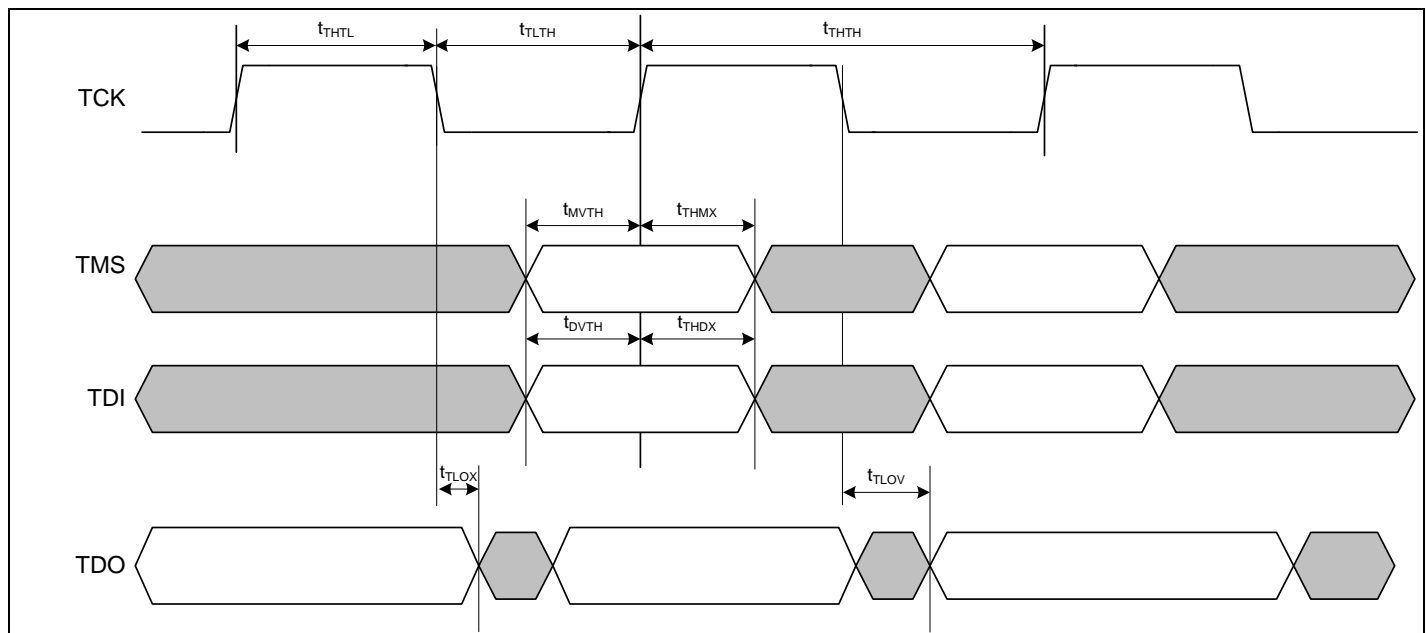 tTHTL tTLTH tTHTH
TCK
tMVTH tTHMX
TMS
tDVTH tTHDX
TDI
tTLOX tTLOV
TDO